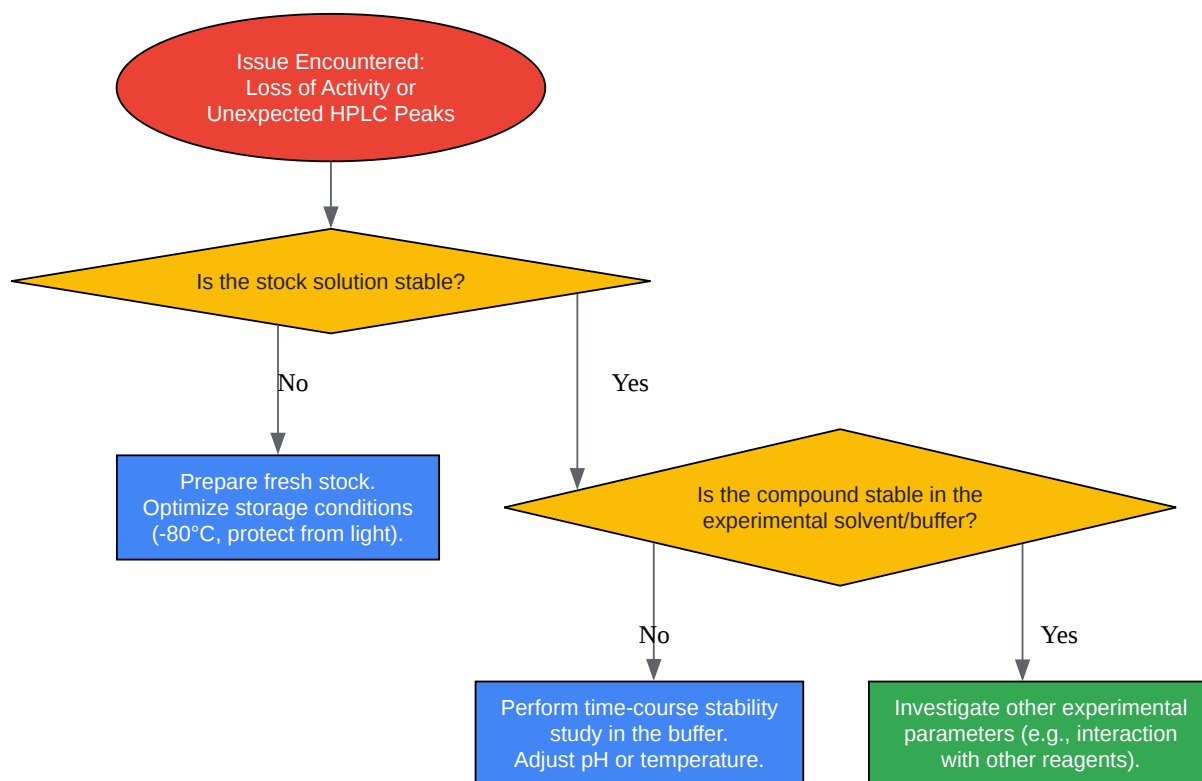 Issue Encountered:
Loss of Activity or
Unexpected HPLC Peaks
Is the stock solution stable?
No
Yes
Prepare fresh stock.
Optimize storage conditions
(-80°C, protect from light).
Is the compound stable in the
experimental solvent/buffer?
No
Yes
Perform time-course stability
study in the buffer.
Adjust pH or temperature.
Investigate other experimental
parameters (e.g., interaction
with other reagents).